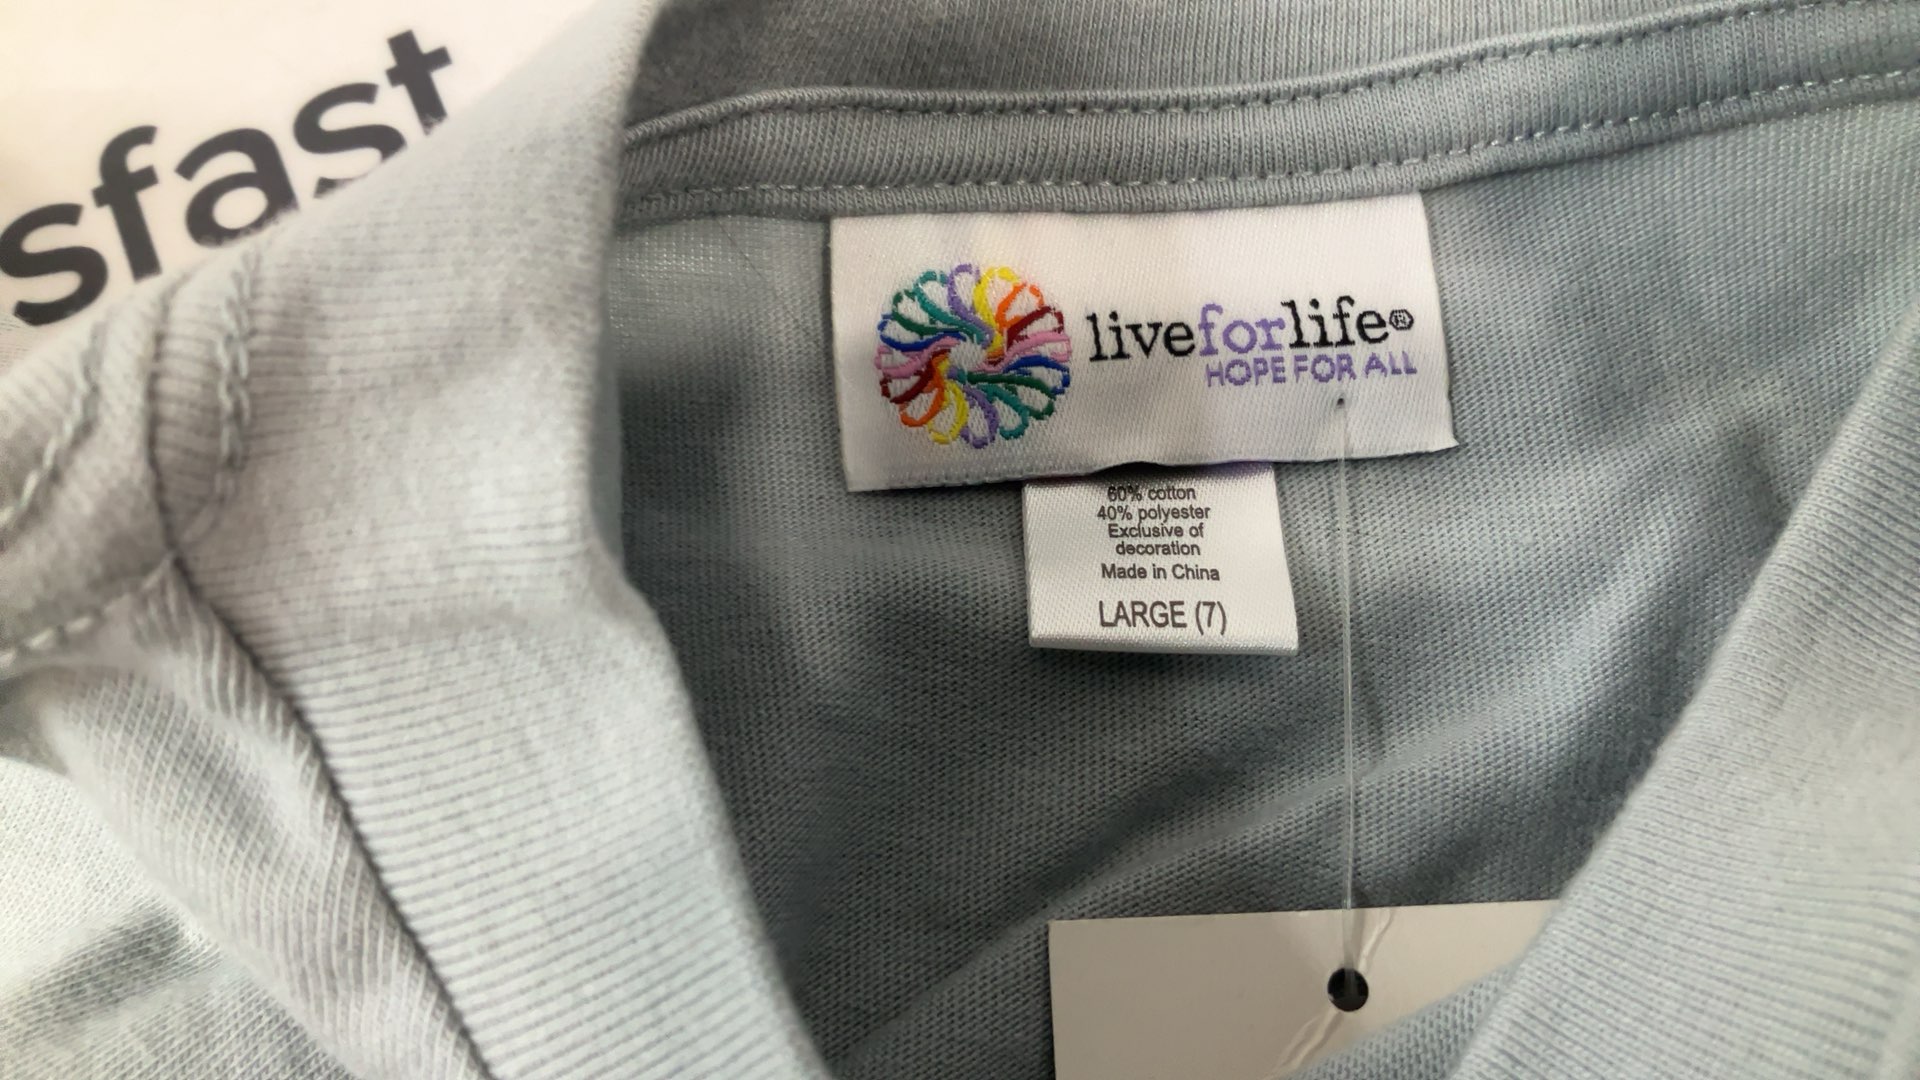 sfast
liveforlife®
HOPE FOR ALL
60% cotton
40% polyester
Exclusive of
decoration
Made in China
LARGE (7)